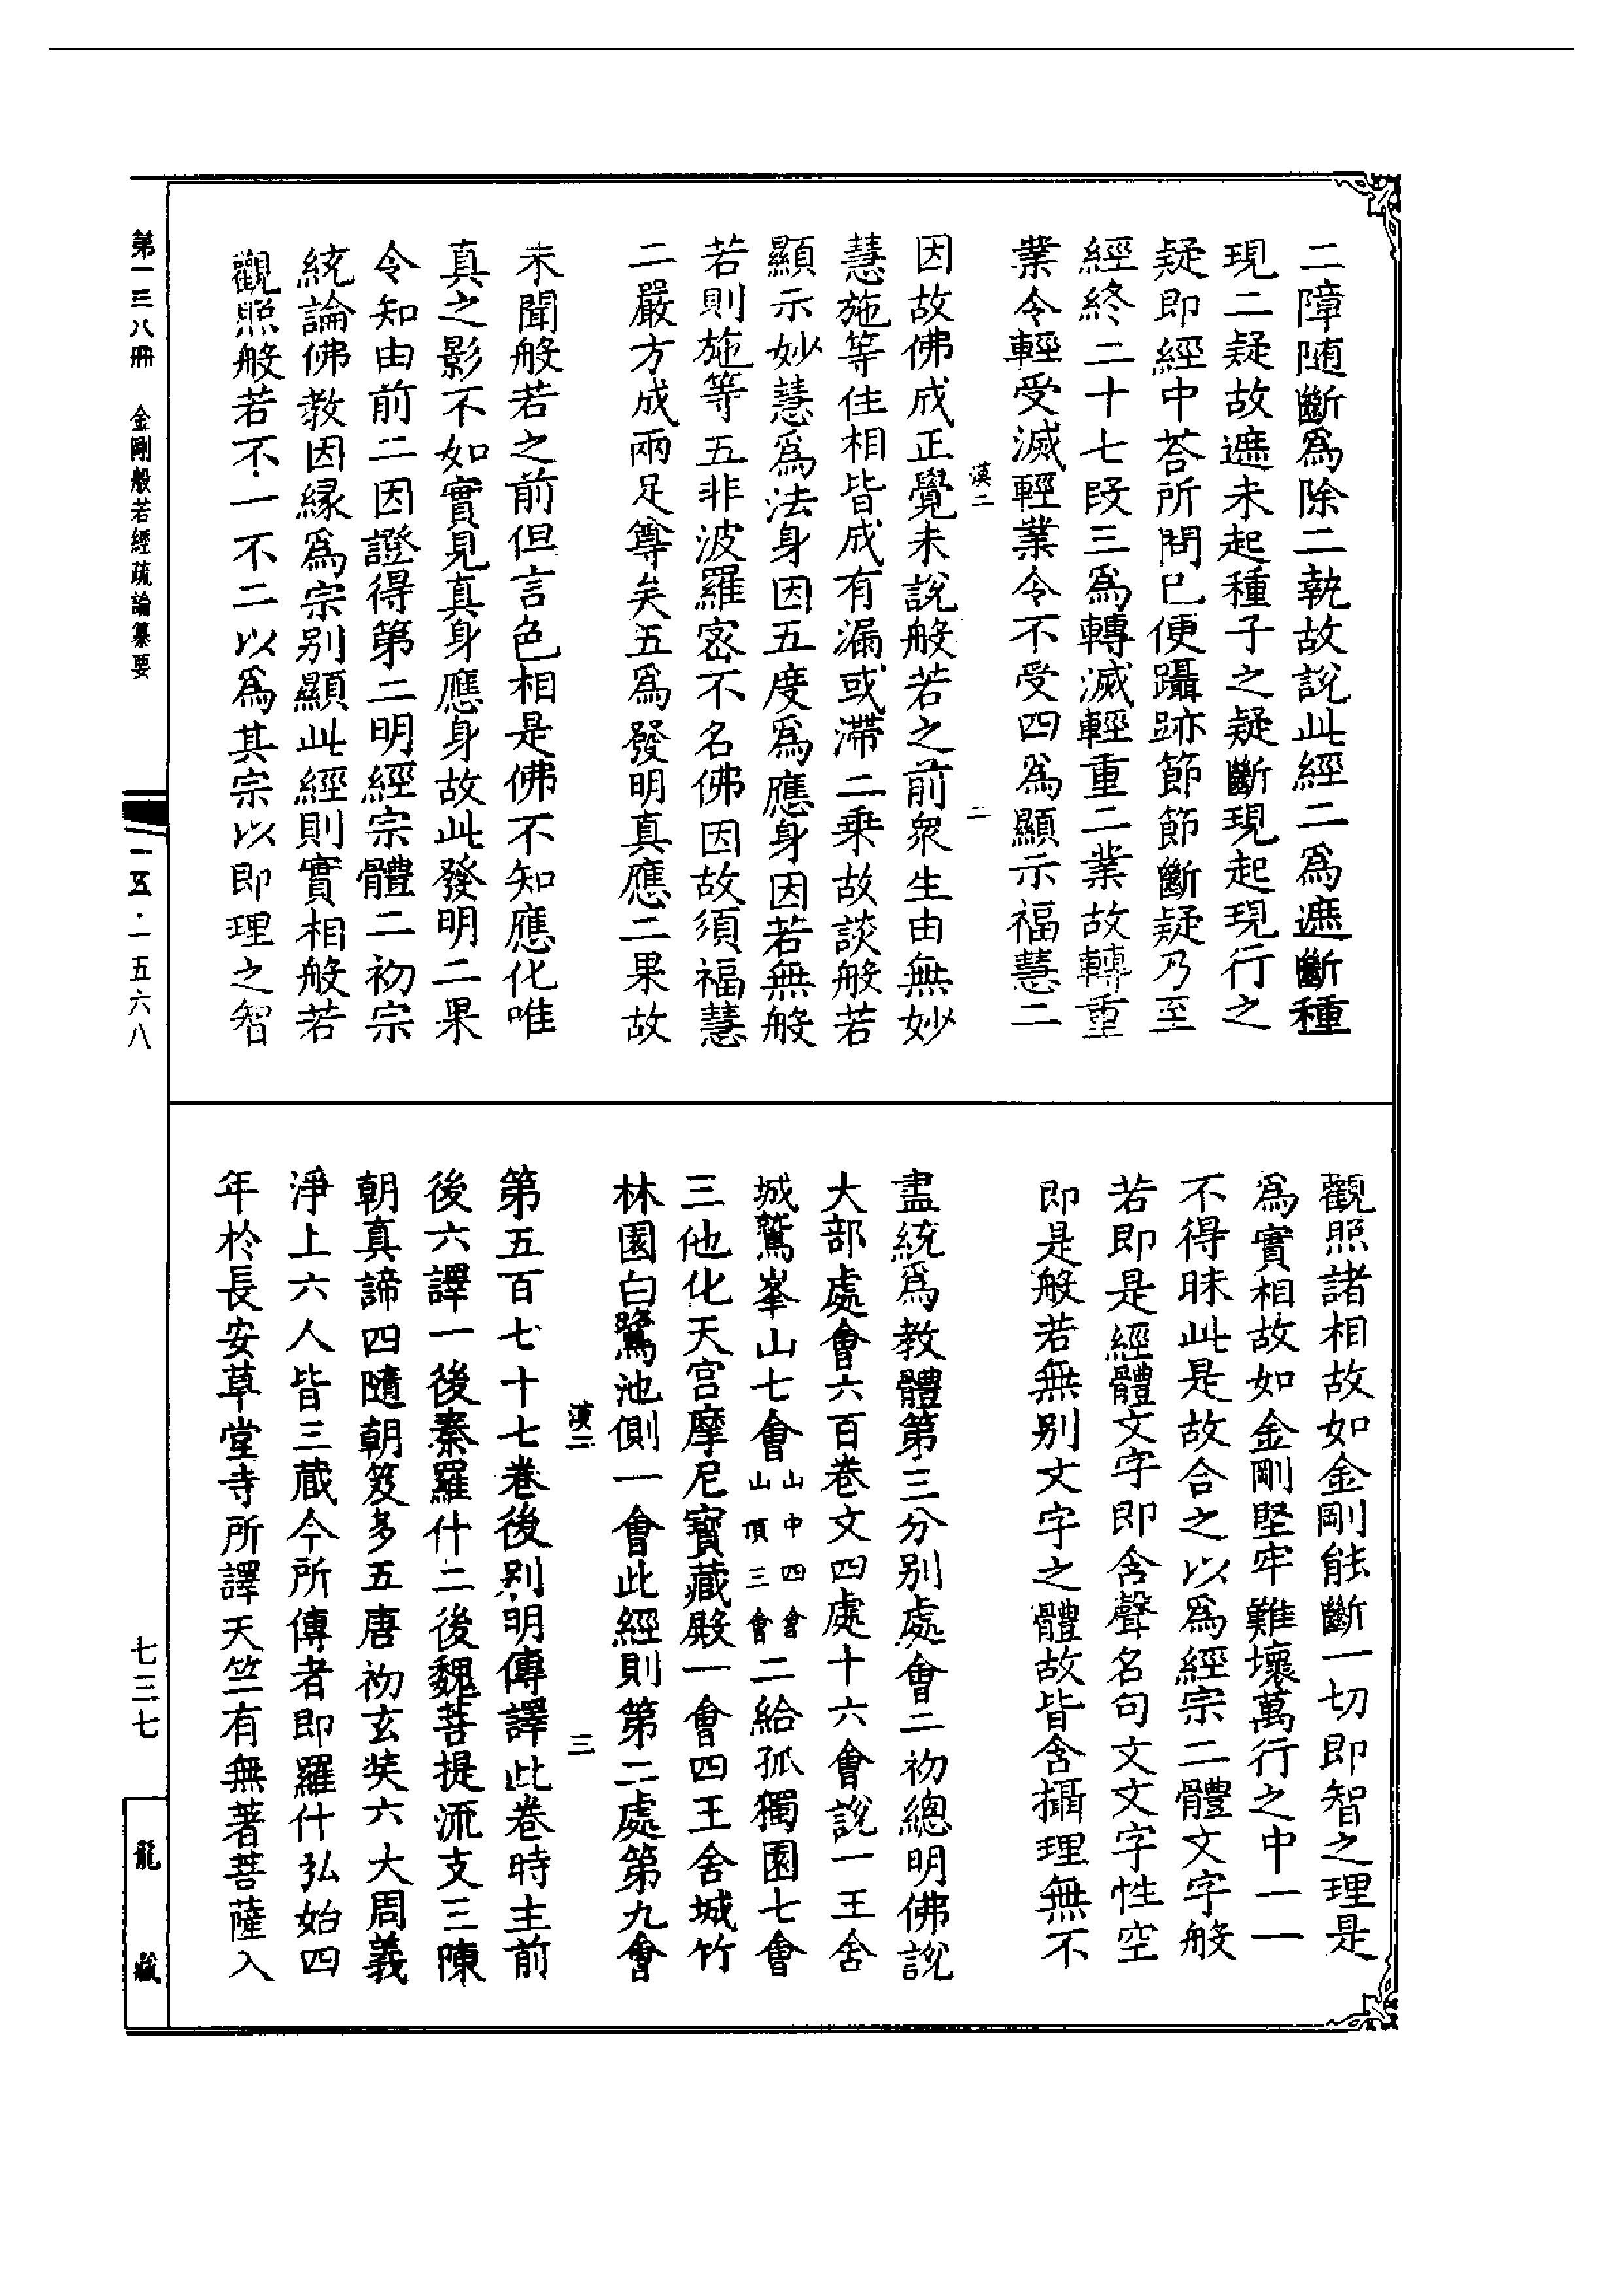 二障随斷爲除二執故說此經二爲遮斷種
現二疑故遮未起種子之疑斷現起現行之
疑即經中荅所問已便躡跡節節斷疑乃至
經終二十七段三爲轉滅輕重二業故轉重
業令輕受滅輕業令不受四爲顯示福慧二
漢二 二
因故佛成正覺未說般若之前衆生由無妙
慧施等住相皆成有漏或滯二乗故談般若
顯示妙慧爲法身因五度爲應身因若無般
若則施等五非波羅宻不名佛因故須福慧
二嚴方成兩足尊矣五爲發明真應二果故
未聞般若之前但言色相是佛不知應化唯
真之影不如實見真身應身故此發明二果
令知由前二因證得第二明經宗體二初宗
統論佛教因縁爲宗别顯此經則實相般若
觀照般若不一不二以爲其宗以即理之智
觀照諸相故如金剛能斷一切即智之理是
爲實相故如金剛堅牢難壞萬行之中一一
不得昧此是故合之以爲經宗二體文字般
若即是經體文字即含聲名句文文字性空
即是般若無别文字之體故皆含攝理無不
盡統爲教體第三分别處會二初總明佛說
大部處會六百卷文四處十六會說一王舍
城鷲峯山七會山中四會山頂三會二給孤獨園七會
三他化天宫摩尼寶藏殿一會四王舍城竹
林園白鷺池側一會此經則第二處第九會
漢二 三
第五百七十七卷後别明傳譯此卷時主前
後六譯一後秦羅什二後魏菩提流支三陳
朝真諦四隨朝笈多五唐初玄奘六大周義
淨上六人皆三藏今所傳者即羅什弘始四
年於長安草堂寺所譯天竺有無著菩薩入
第一三八冊 金剛般若經疏論纂要
一五五·一五六八
七三七
龍藏